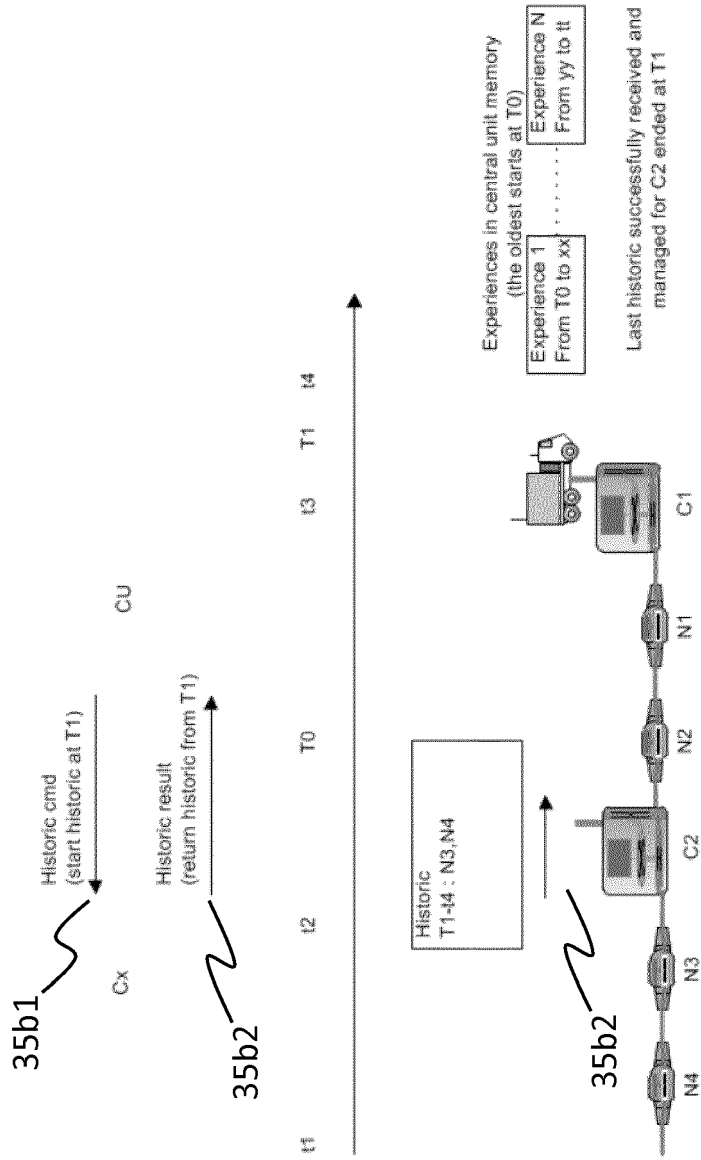 35b1
Historic cmd
(start historic at T1)
Cx
CU
35b2
Historic result
(return historic from T1)
t1
t2
T0
t3
T1
t4
Historic
T1-t4 : N3,N4
35b2
Experiences in central unit memory
(the oldest starts at T0)
Experience 1
From T0 to xx
Experience N
From yy to tt
Last historic successfully received and
managed for C2 ended at T1
N4
N3
C2
N2
N1
C1